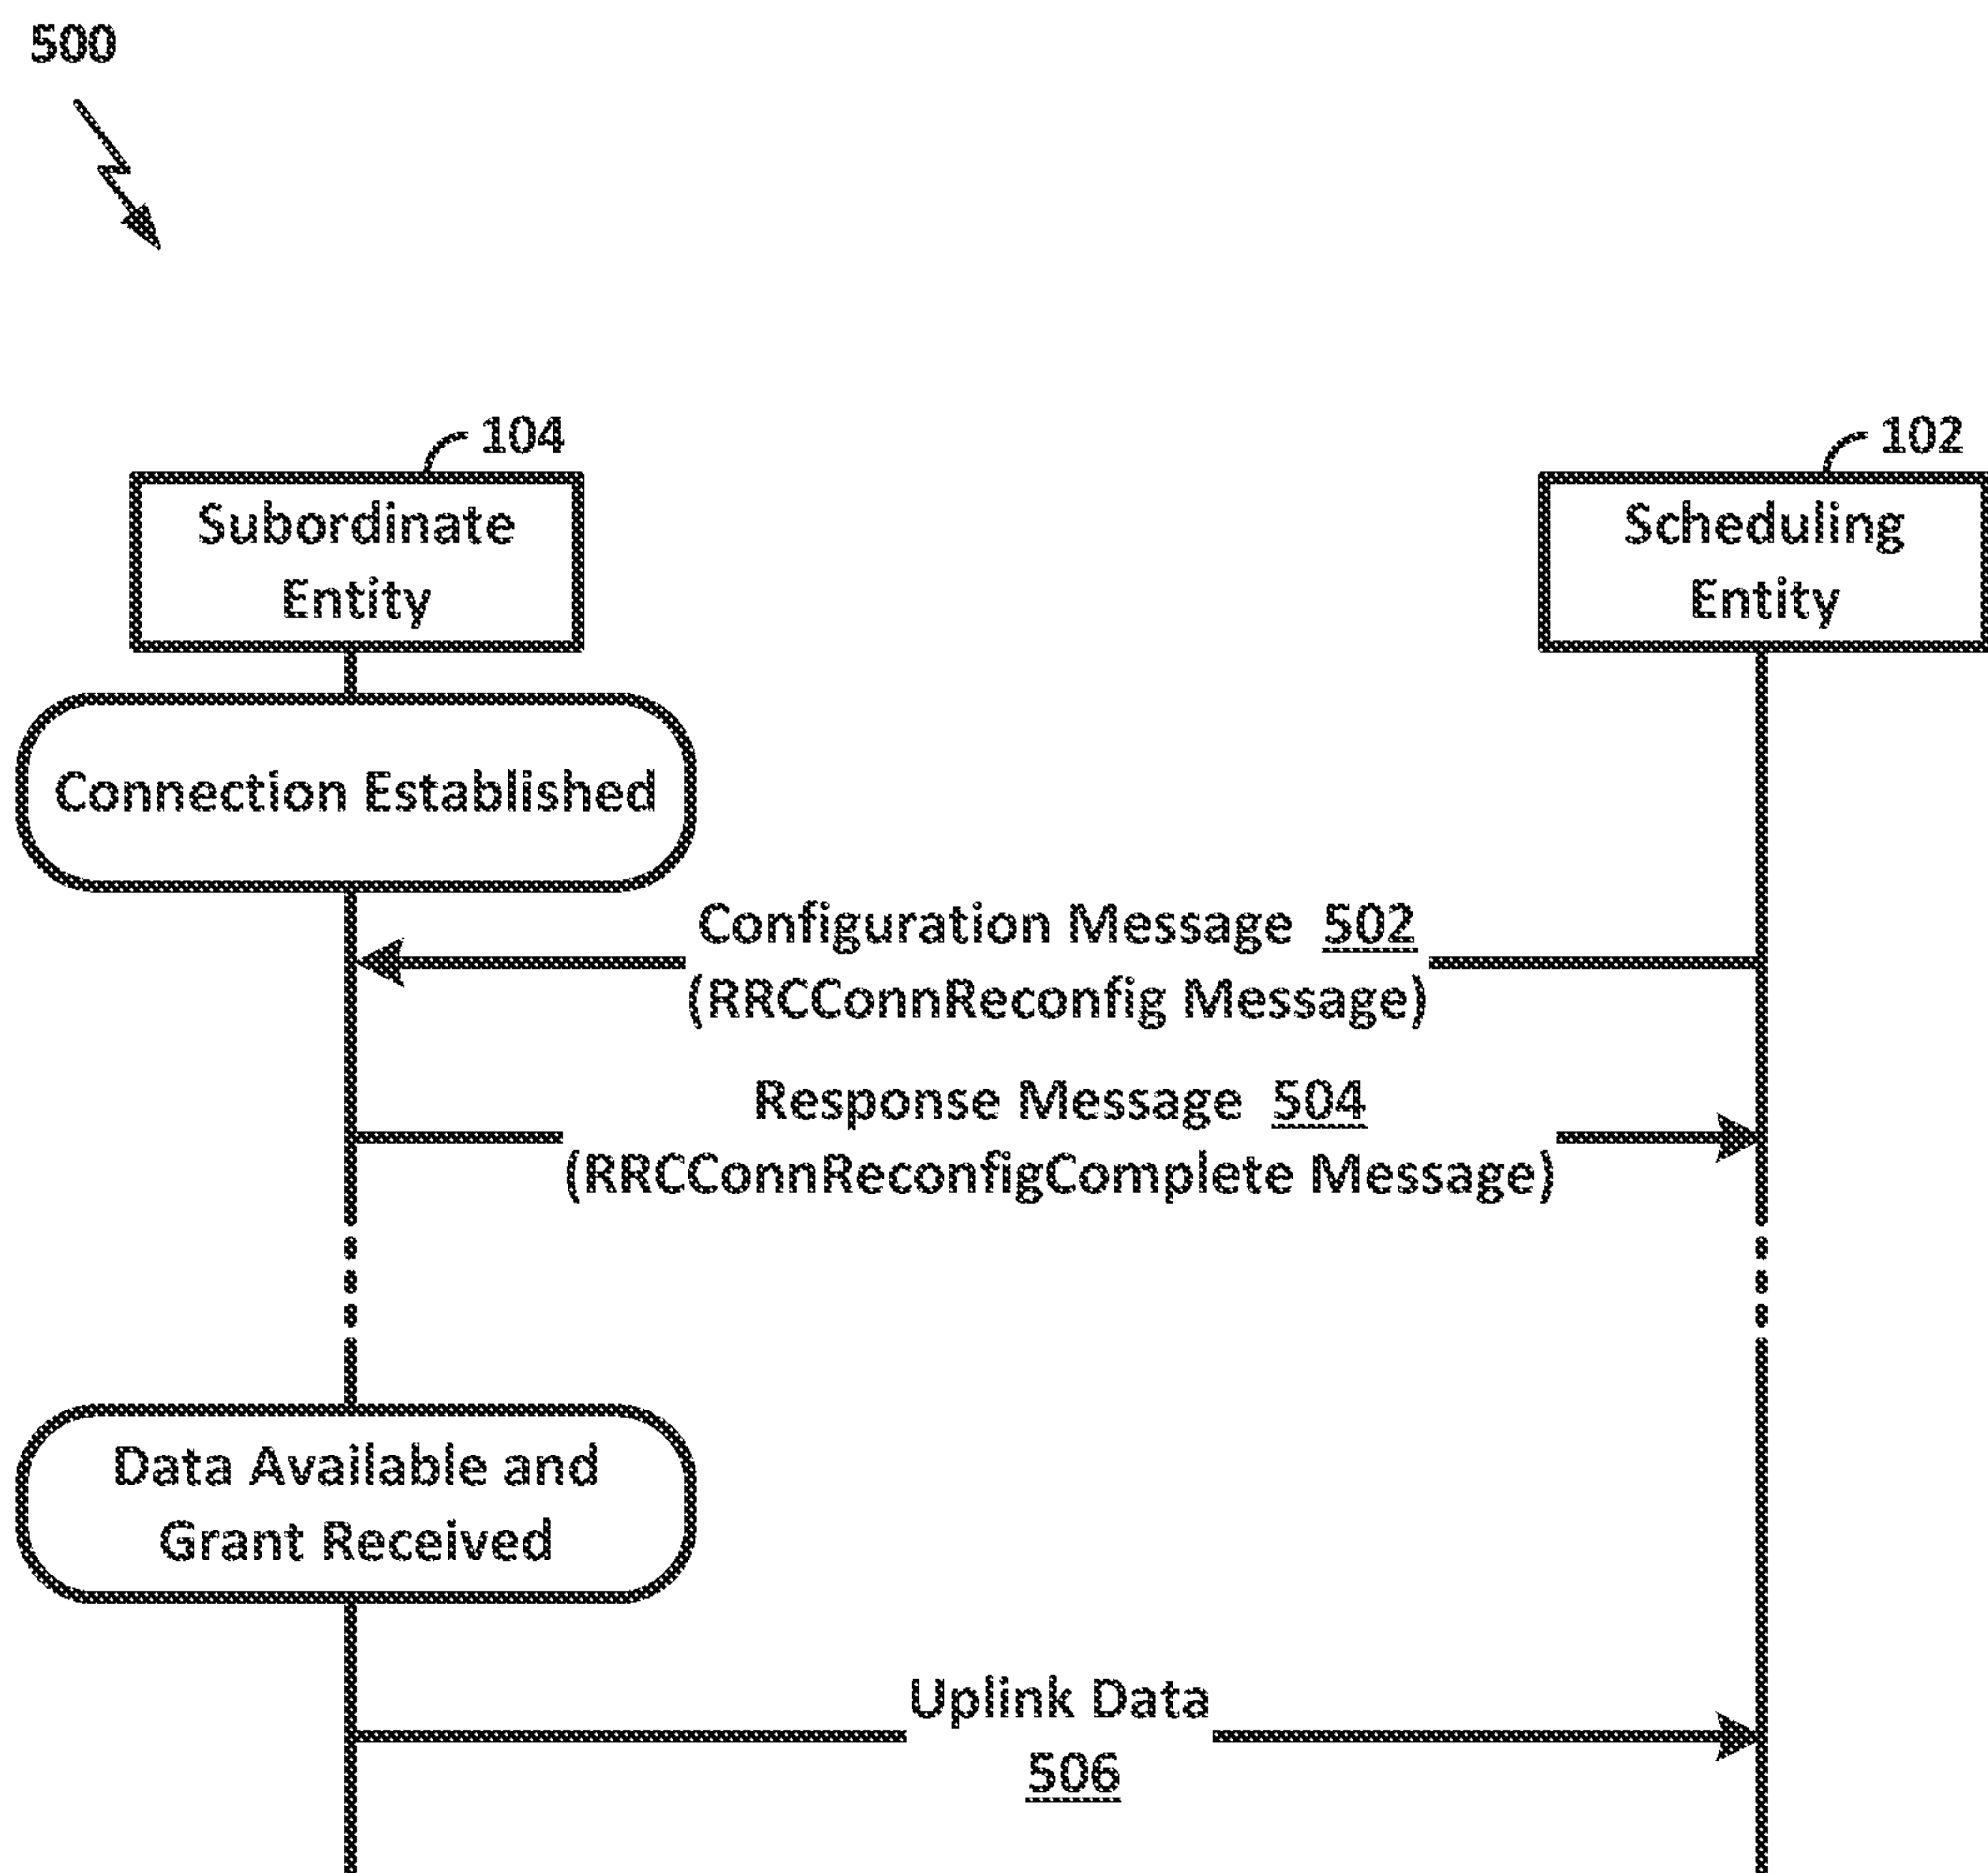 500
104
102
Subordinate
Entity
Scheduling
Entity
Connection Established
Configuration Message 502
(RRCConnReconfig Message)
Response Message 504
(RRCConnReconfigComplete Message)
Data Available and
Grant Received
Uplink Data
506